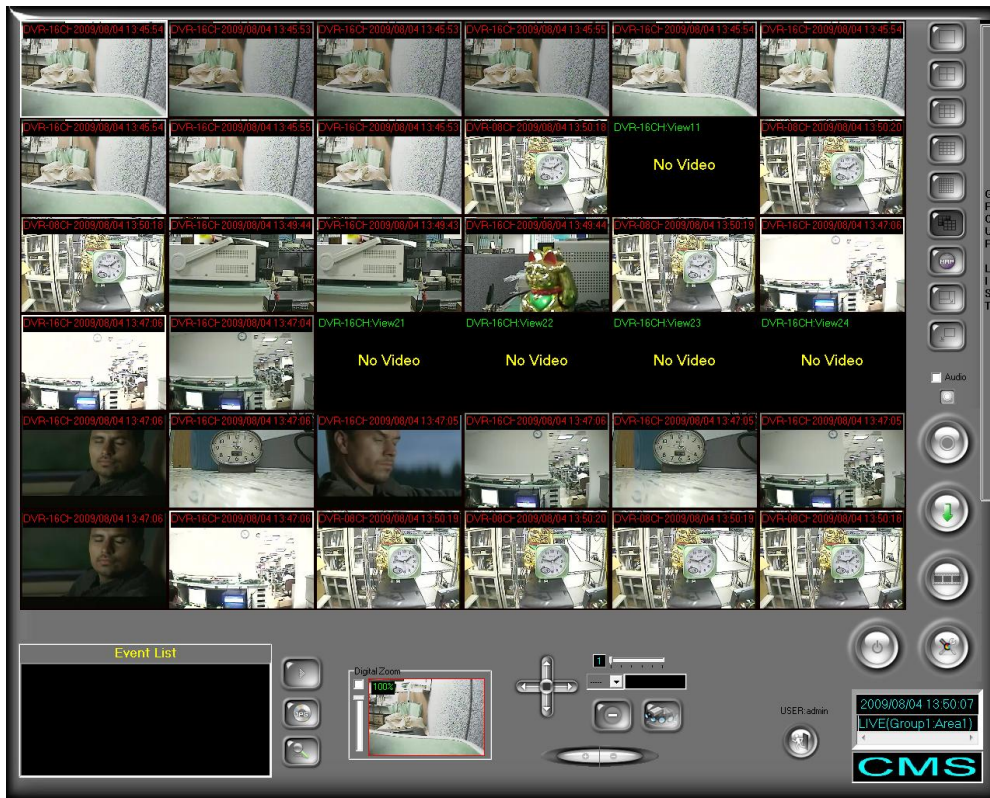 DVR-16CH-2009/08/04 13:45:54 DVR-16CH-2009/08/04 13:45:53 DVR-16CH-2009/08/04 13:45:53 DVR-16CH-2009/08/04 13:45:55 DVR-16CH-2009/08/04 13:45:54 DVR-16CH-2009/08/04 13:45:54
DVR-16CH-2009/08/04 13:45:54 DVR-16CH-2009/08/04 13:45:55 DVR-16CH-2009/08/04 13:45:53 DVR-08CH-2009/08/04 13:50:18 DVR-16CH:View11 DVR-08CH-2009/08/04 13:50:20
No Video
DVR-08CH-2009/08/04 13:50:18 DVR-16CH-2009/08/04 13:49:44 DVR-16CH-2009/08/04 13:49:43 DVR-16CH-2009/08/04 13:49:44 DVR-08CH-2009/08/04 13:50:19 DVR-16CH-2009/08/04 13:47:06
DVR-16CH-2009/08/04 13:47:06 DVR-16CH-2009/08/04 13:47:04 DVR-16CH:View21 DVR-16CH:View22 DVR-16CH:View23 DVR-16CH:View24
No Video No Video No Video No Video
DVR-16CH-2009/08/04 13:47:06 DVR-16CH-2009/08/04 13:47:06 DVR-16CH-2009/08/04 13:47:05 DVR-16CH-2009/08/04 13:47:06 DVR-16CH-2009/08/04 13:47:05 DVR-16CH-2009/08/04 13:47:05
DVR-16CH-2009/08/04 13:47:06 DVR-16CH-2009/08/04 13:47:06 DVR-08CH-2009/08/04 13:50:19 DVR-08CH-2009/08/04 13:50:20 DVR-08CH-2009/08/04 13:50:19 DVR-08CH-2009/08/04 13:50:18
GROUP LIST
Audio
Event List
Digital Zoom
100%
1
-----
USER:admin
2009/08/04 13:50:07
LIVE(Group1:Area1)
CMS